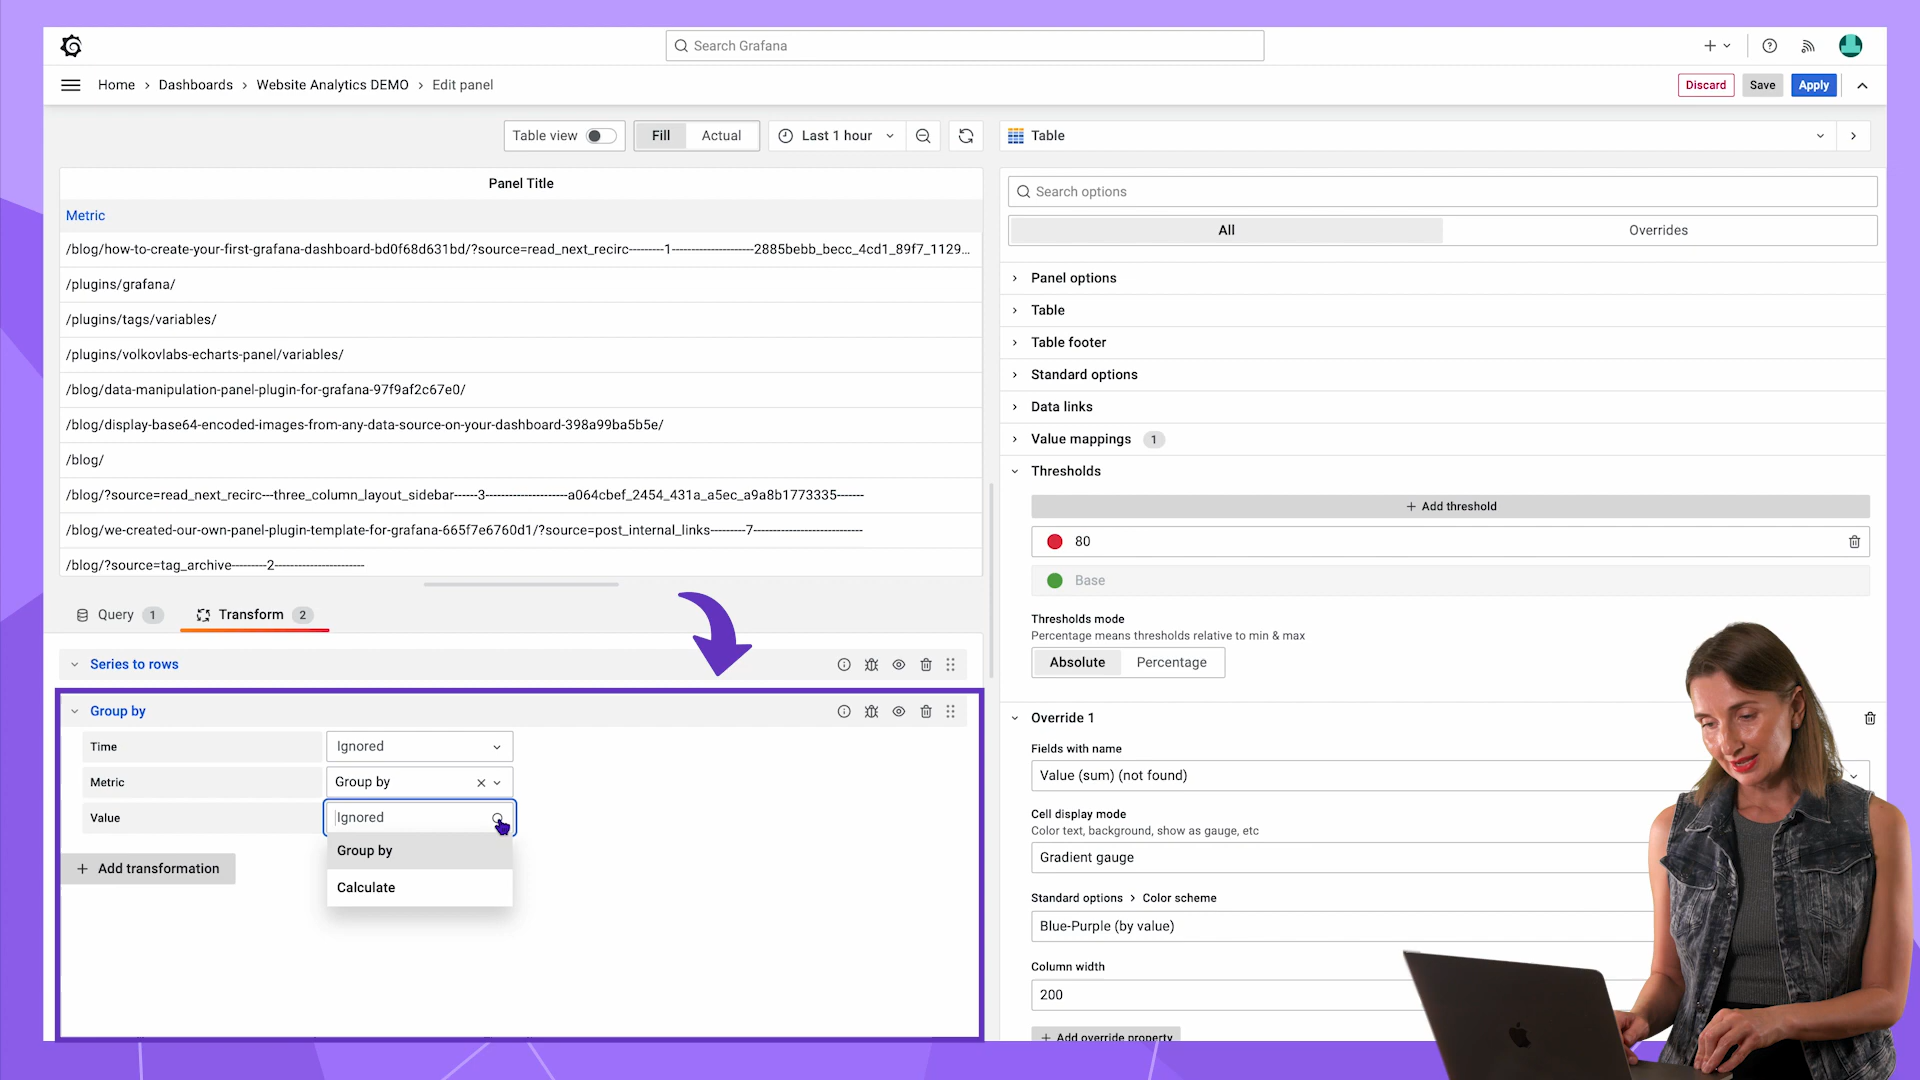 Search Grafana
Home › Dashboards › Website Analytics DEMO › Edit panel
Discard
Save
Apply
Table view
Fill
Actual
Last 1 hour
Table
Panel Title
Metric
/blog/how-to-create-your-first-grafana-dashboard-bd0f68d631bd/?source=read_next_recirc---------1---------------------2885bebb_becc_4cd1_89f7_1129...
/plugins/grafana/
/plugins/tags/variables/
/plugins/volkovlabs-echarts-panel/variables/
/blog/data-manipulation-panel-plugin-for-grafana-97f9af2c67e0/
/blog/display-base64-encoded-images-from-any-data-source-on-your-dashboard-398a99ba5b5e/
/blog/
/blog/?source=read_next_recirc---three_column_layout_sidebar------3---------------------a064cbef_2454_431a_a5ec_a9a8b1773335-------
/blog/we-created-our-own-panel-plugin-template-for-grafana-665f7e6760d1/?source=post_internal_links---------7----------------------------
/blog/?source=tag_archive---------2-----------------------
Query 1
Transform 2
Series to rows
Group by
Time
Ignored
Metric
Group by
Value
Ignored
Group by
Calculate
+ Add transformation
Search options
All
Overrides
Panel options
Table
Table footer
Standard options
Data links
Value mappings 1
Thresholds
+ Add threshold
80
Base
Thresholds mode
Percentage means thresholds relative to min & max
Absolute
Percentage
Override 1
Fields with name
Value (sum) (not found)
Cell display mode
Color text, background, show as gauge, etc
Gradient gauge
Standard options › Color scheme
Blue-Purple (by value)
Column width
200
+ Add override property